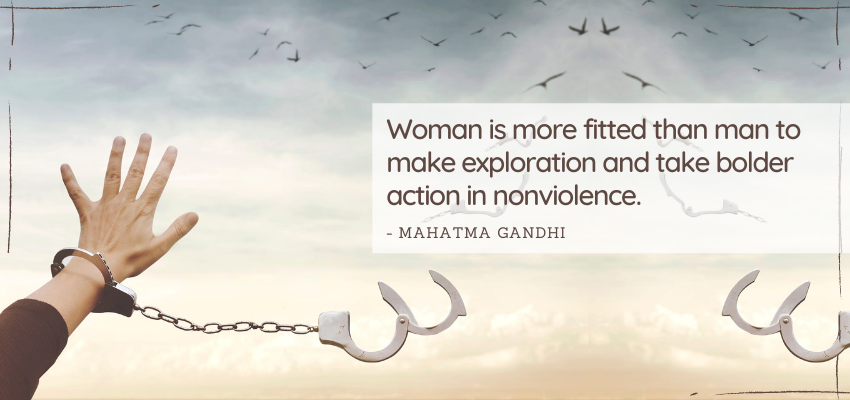 Woman is more fitted than man to
make exploration and take bolder
action in nonviolence.
- MAHATMA GANDHI